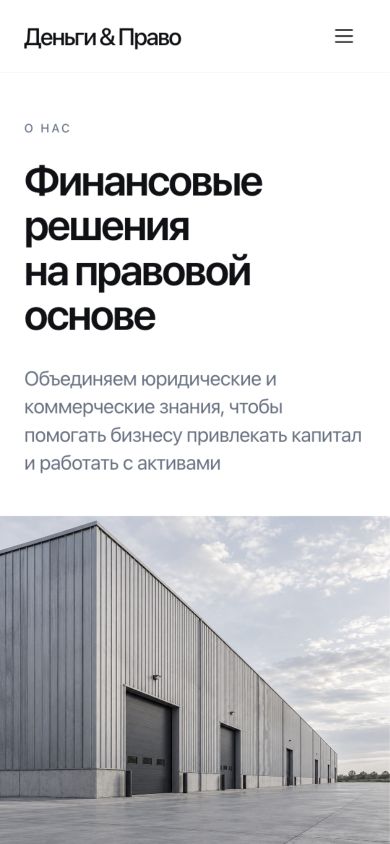 Деньги & Право
О НАС
Финансовые
решения
на правовой
основе
Объединяем юридические и
коммерческие знания, чтобы
помогать бизнесу привлекать капитал
и работать с активами